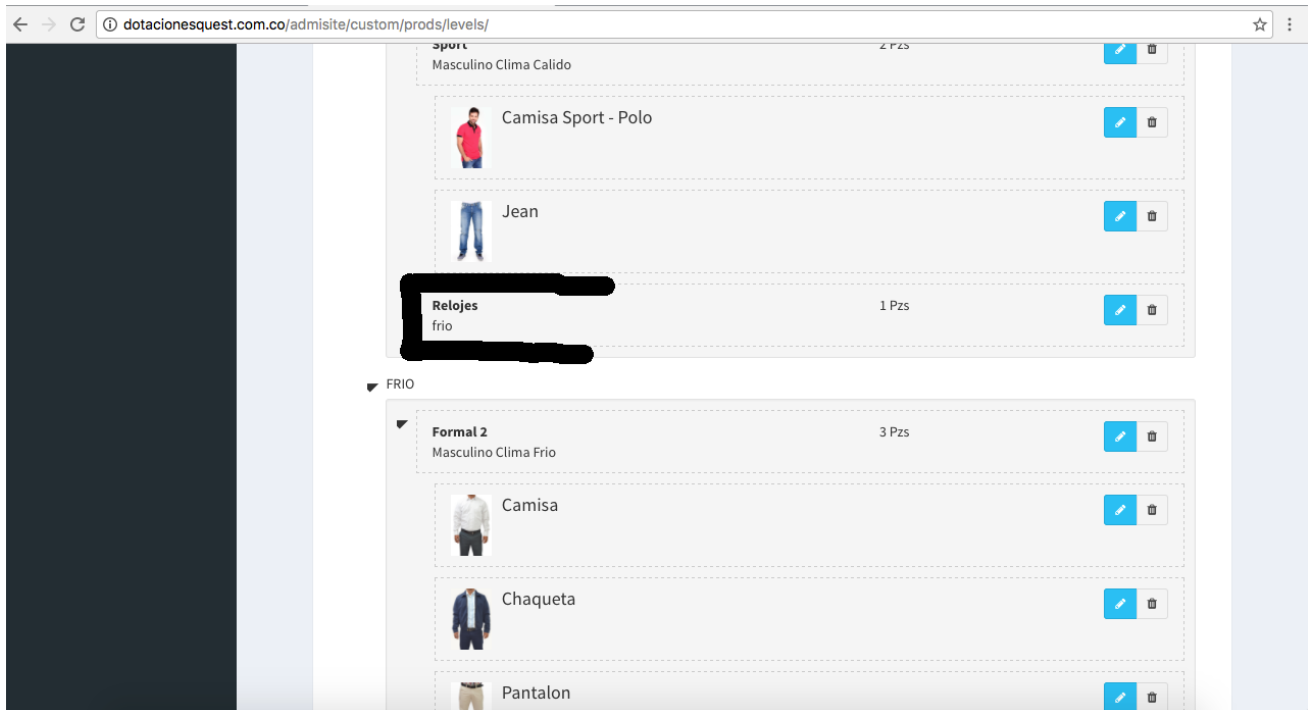 dotacionesquest.com.co/admisite/custom/prods/levels/
Sport 2 Pzs
Masculino Clima Calido
Camisa Sport - Polo
Jean
Relojes 1 Pzs
frio
FRIO
Formal 2 3 Pzs
Masculino Clima Frio
Camisa
Chaqueta
Pantalon